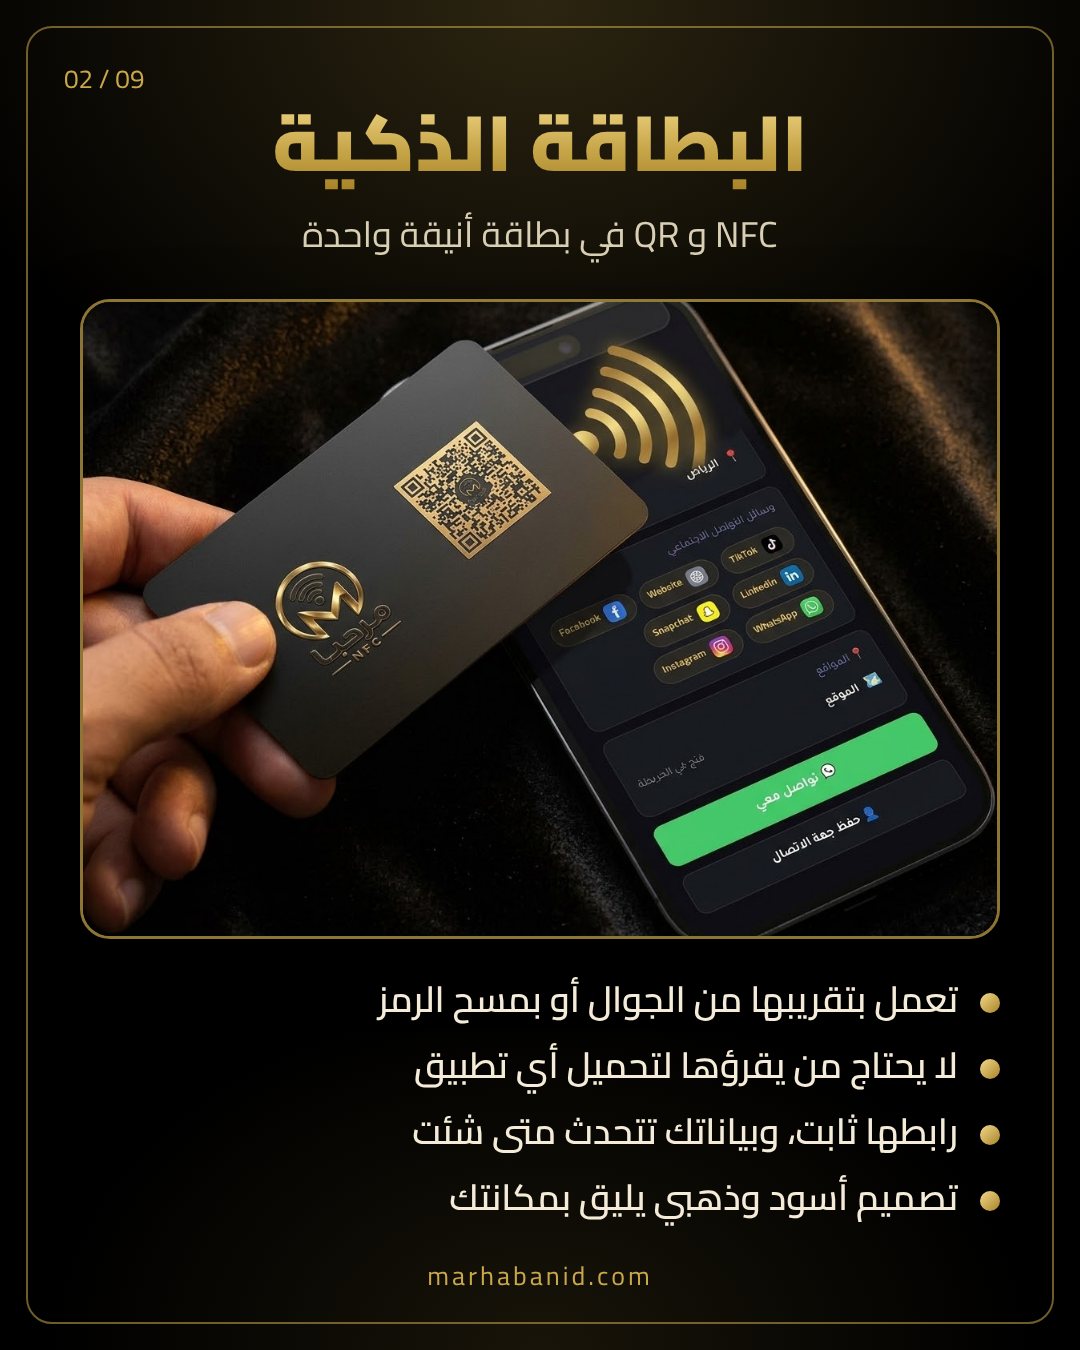 02 / 09
البطاقة الذكية
NFC و QR في بطاقة أنيقة واحدة
مرحبا
NFC
الرياض
وسائل التواصل الاجتماعي
TikTok
Website
Facebook
LinkedIn
Snapchat
WhatsApp
Instagram
المواقع
الموقع
فتح في الخريطة
تواصل معي
حفظ جهة الاتصال
تعمل بتقريبها من الجوال أو بمسح الرمز
لا يحتاج من يقرؤها لتحميل أي تطبيق
رابطها ثابت، وبياناتك تتحدث متى شئت
تصميم أسود وذهبي يليق بمكانتك
marhabanid.com